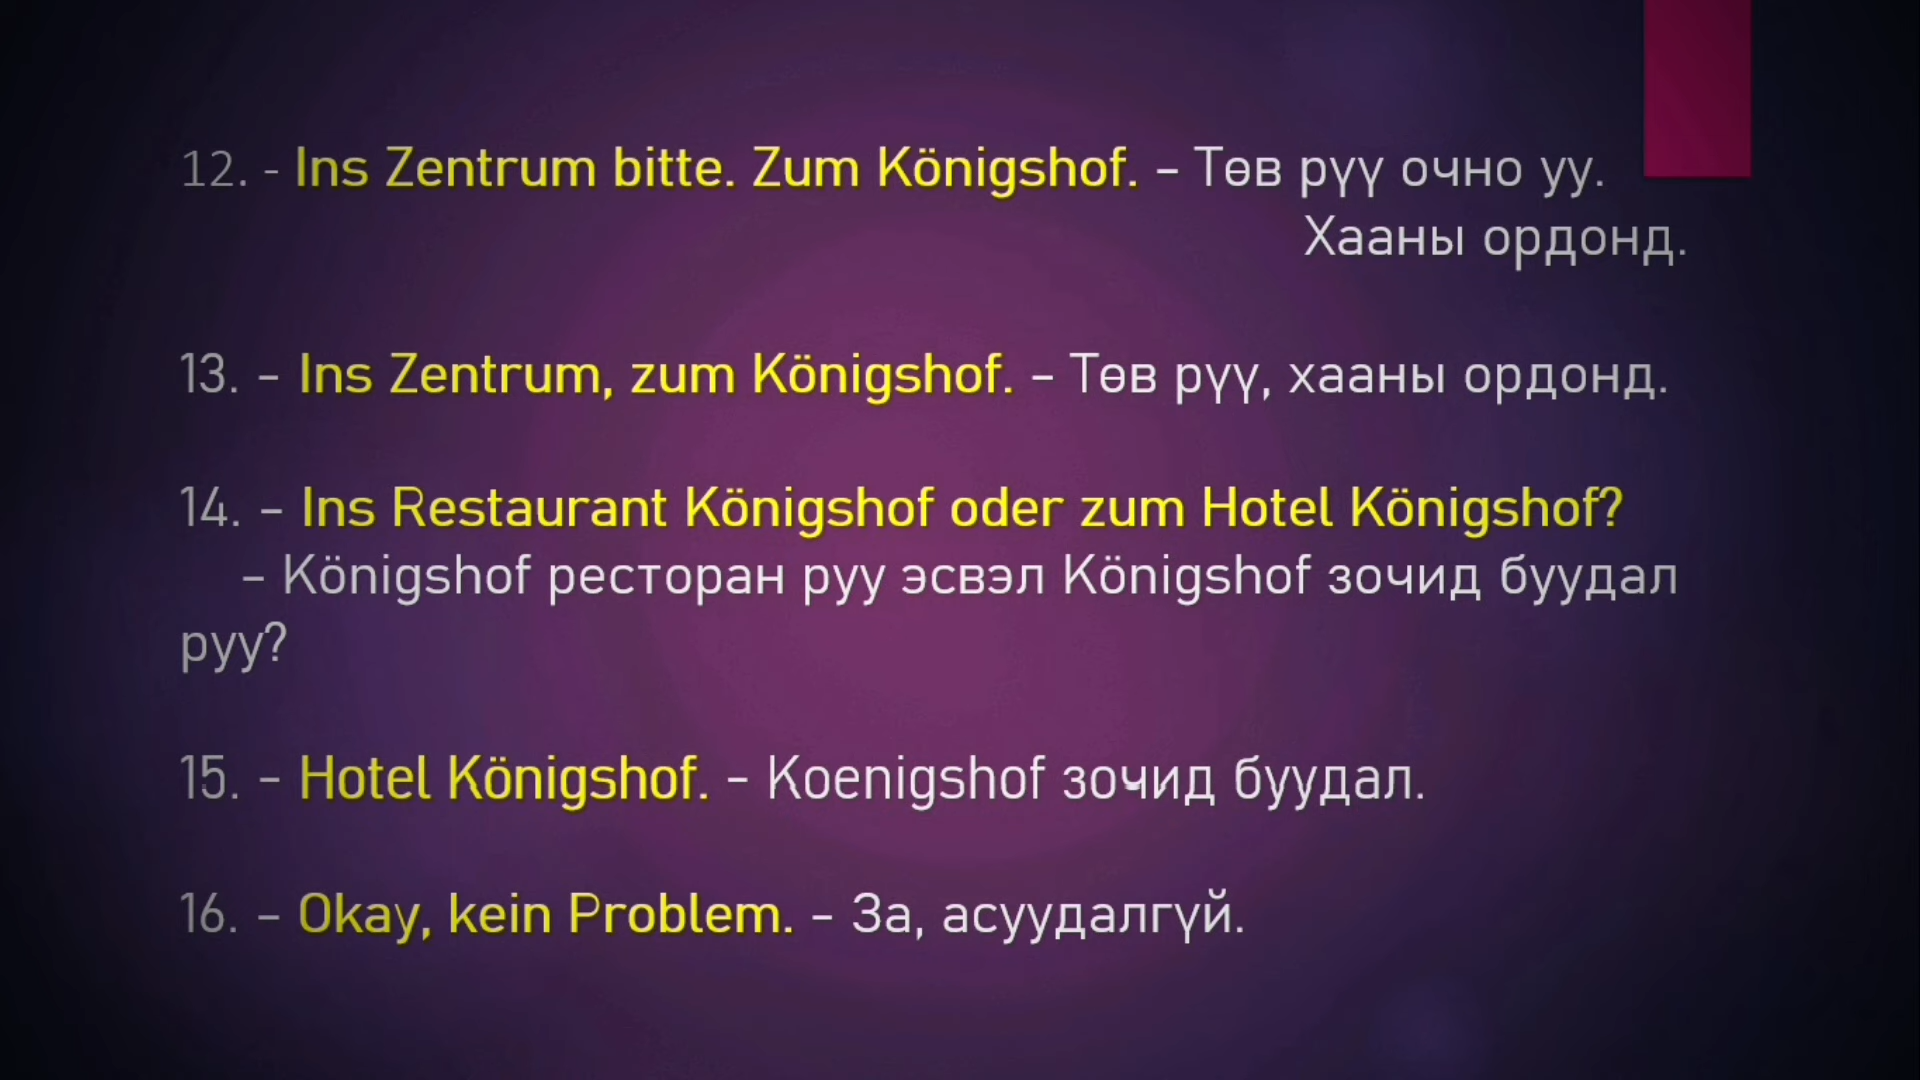 12. - Ins Zentrum bitte. Zum Königshof. – Төв рүү очно уу.
Хааны ордонд.
13. – Ins Zentrum, zum Königshof. – Төв рүү, хааны ордонд.
14. – Ins Restaurant Königshof oder zum Hotel Königshof?
– Königshof ресторан руу эсвэл Königshof зочид буудал
руу?
15. – Hotel Königshof. – Koenigshof зочид буудал.
16. – Okay, kein Problem. – За, асуудалгүй.